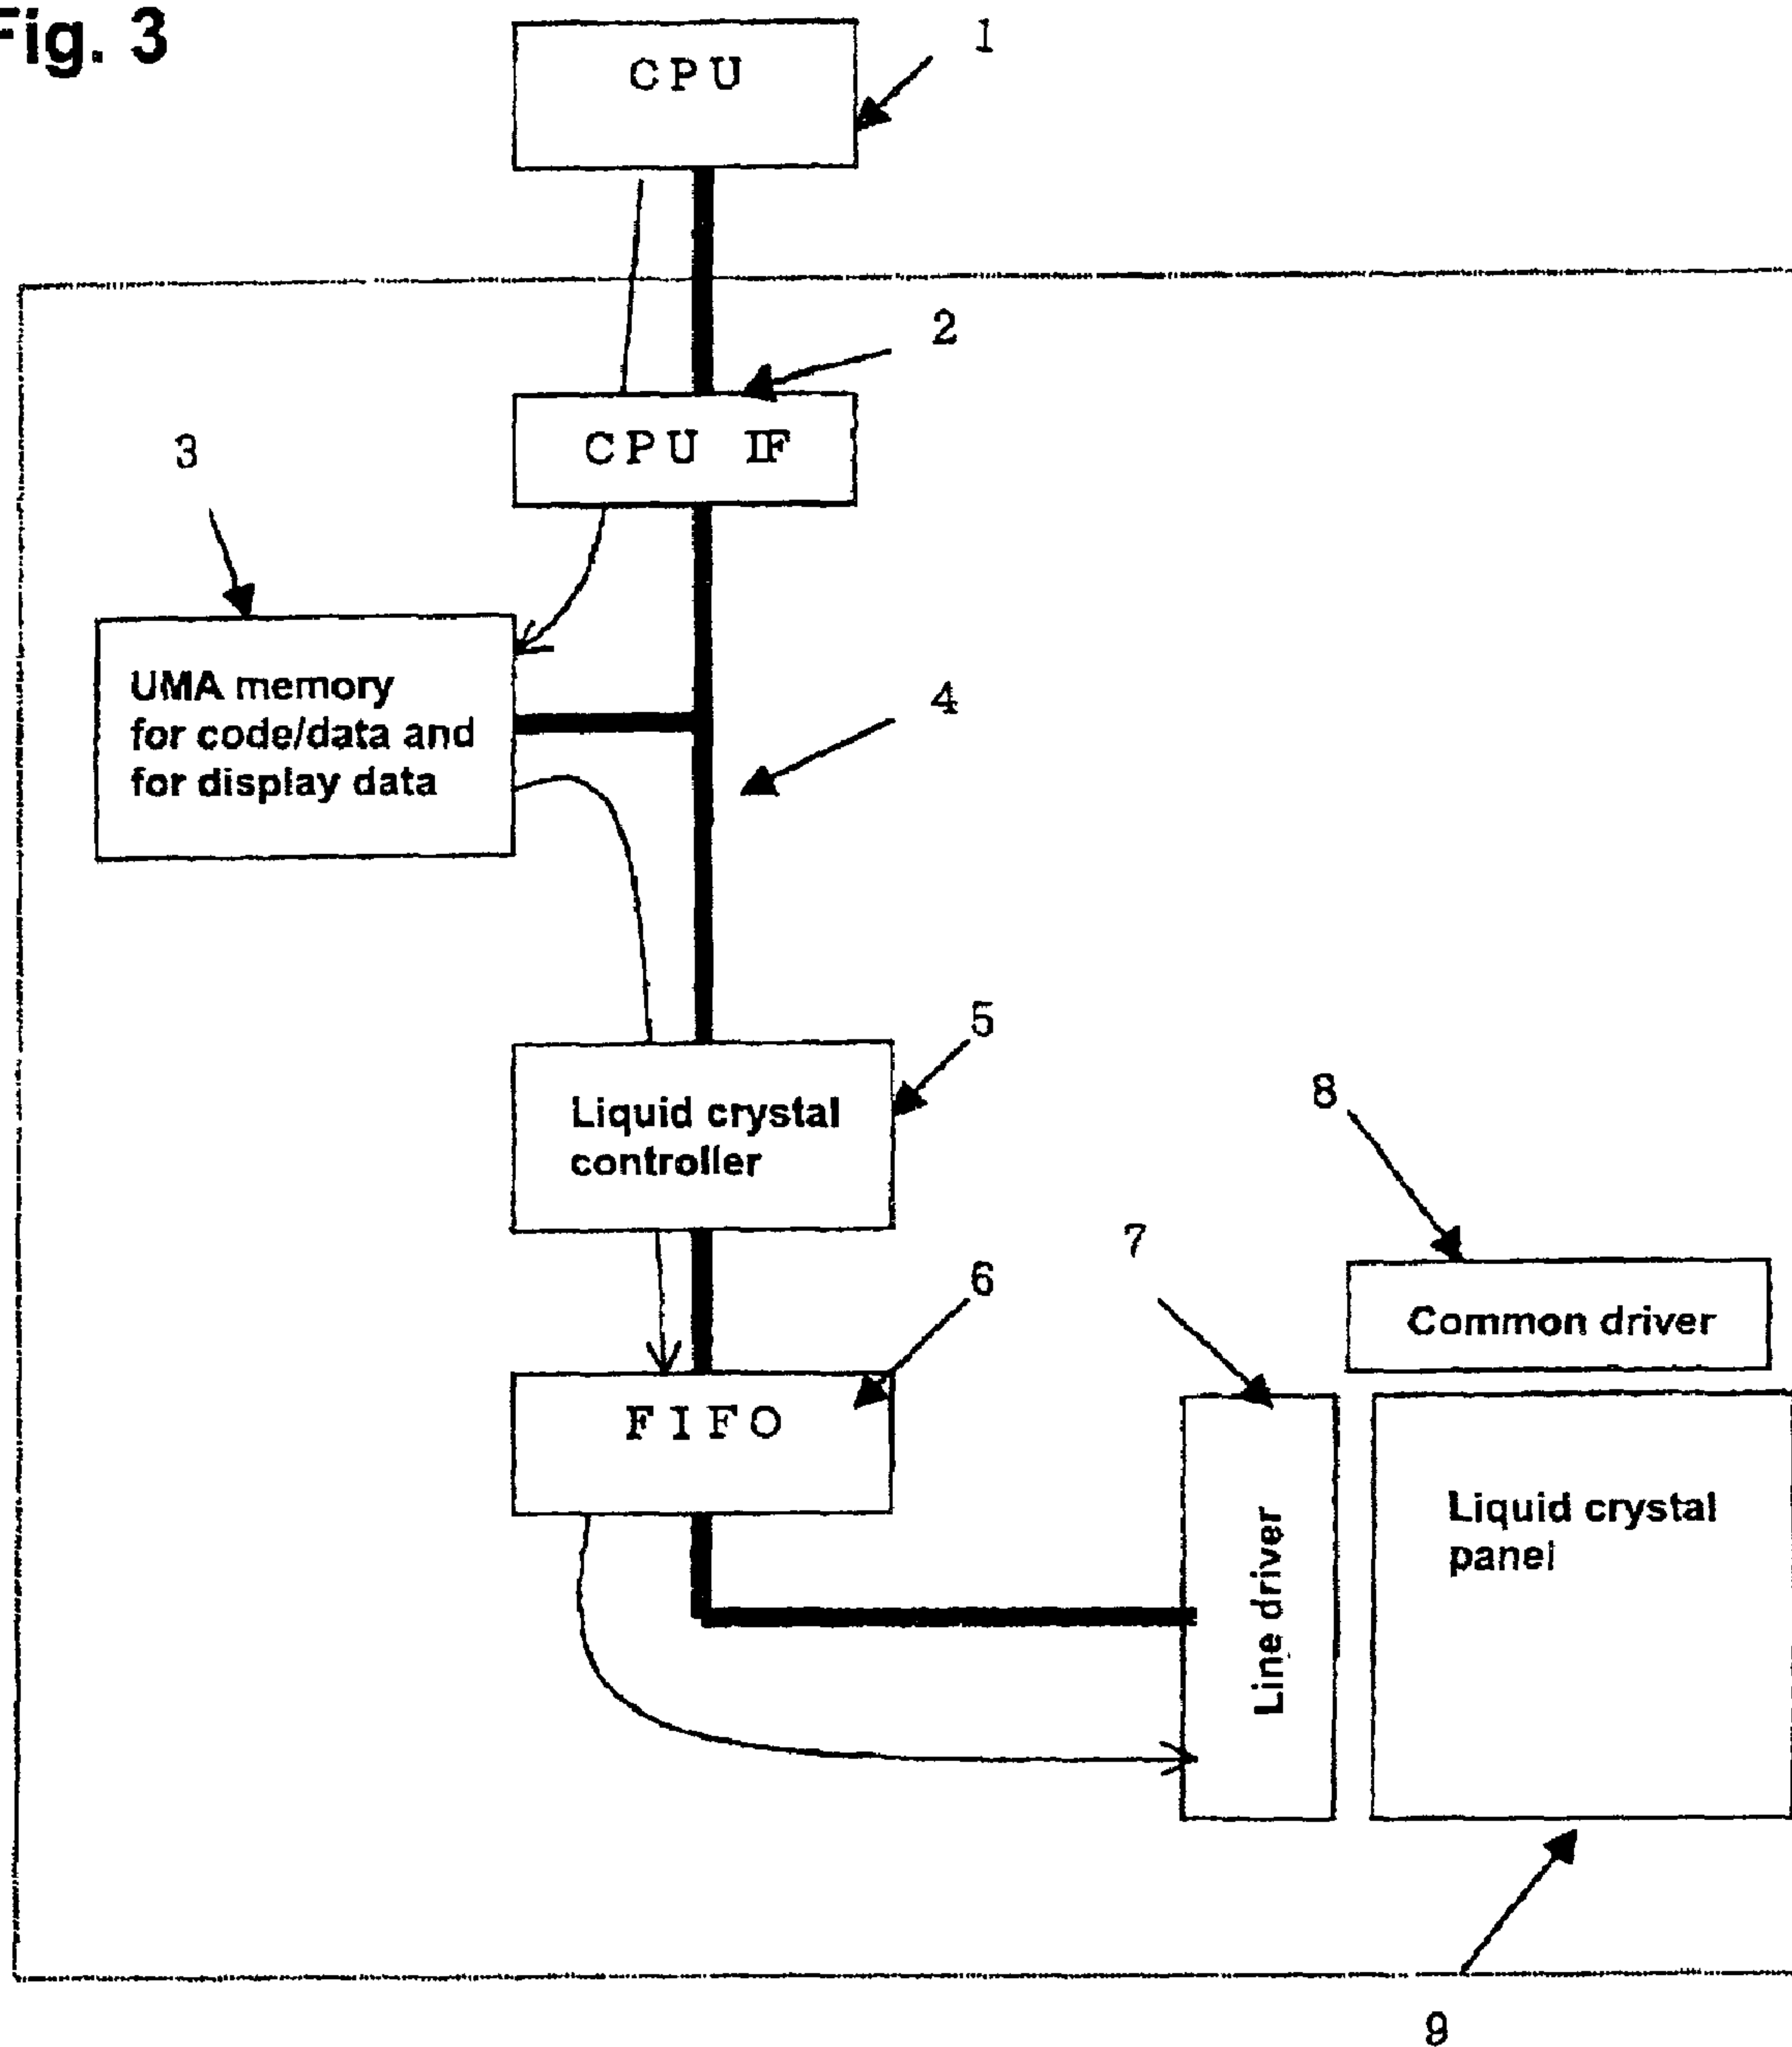 Fig. 3
CPU
1
2
CPU IF
3
UMA memory
for code/data and
for display data
4
5
Liquid crystal
controller
8
7
6
Common driver
FIFO
Line driver
Liquid crystal
panel
9